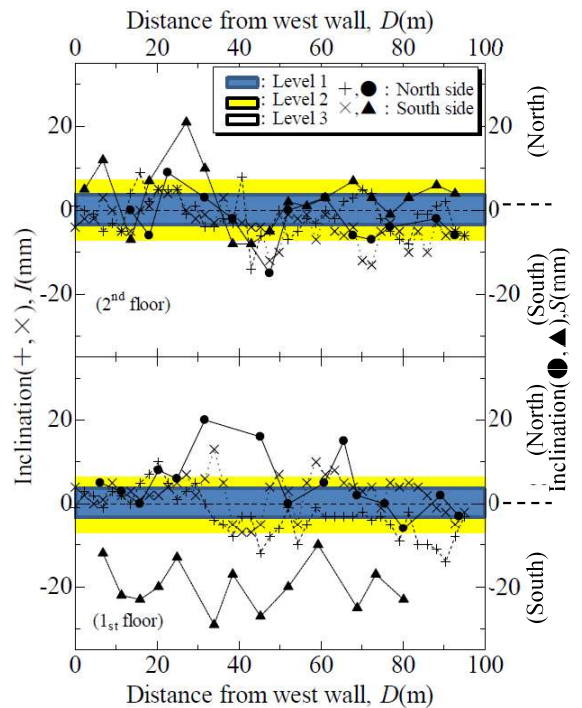 Distance from west wall, D(m)
0 20 40 60 80 100
: Level 1
: Level 2
: Level 3
+,●: North side
×,▲: South side
20
0
-20
20
0
-20
(North)
(South)
(2nd floor)
20
0
-20
20
0
-20
(North)
(South)
(1st floor)
Inclination(+, ×), I(mm)
Inclination(●,▲),S(mm)
0 20 40 60 80 100
Distance from west wall, D(m)